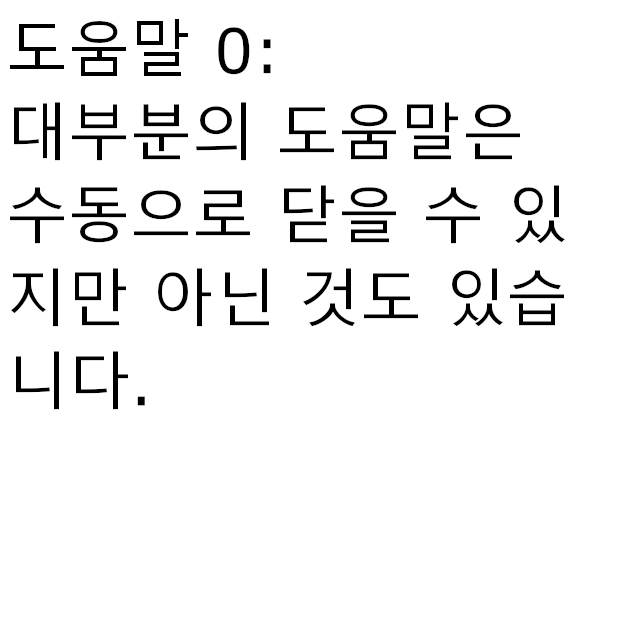 도움말 0:
대부분의 도움말은
수동으로 닫을 수 있
지만 아닌 것도 있습
니다.